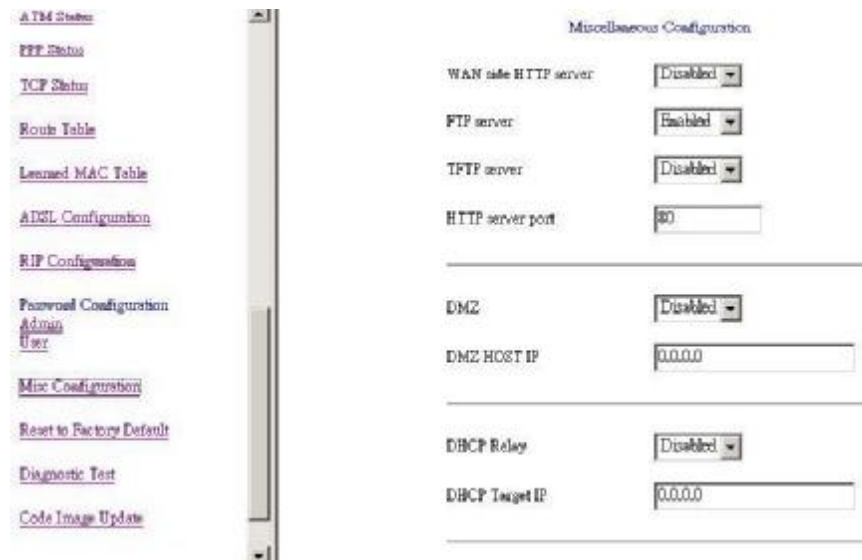 ATM Status
PPP Status
TCP Status
Route Table
Learned MAC Table
ADSL Configuration
RIP Configuration
Password Configuration
Admin
User
Misc Configuration
Reset to Factory Default
Diagnostic Test
Code Image Update
Miscellaneous Configuration
WAN side HTTP server Disabled
FTP server Enabled
TFTP server Disabled
HTTP server port 80
DMZ Disabled
DMZ HOST IP 0.0.0.0
DHCP Relay Disabled
DHCP Target IP 0.0.0.0